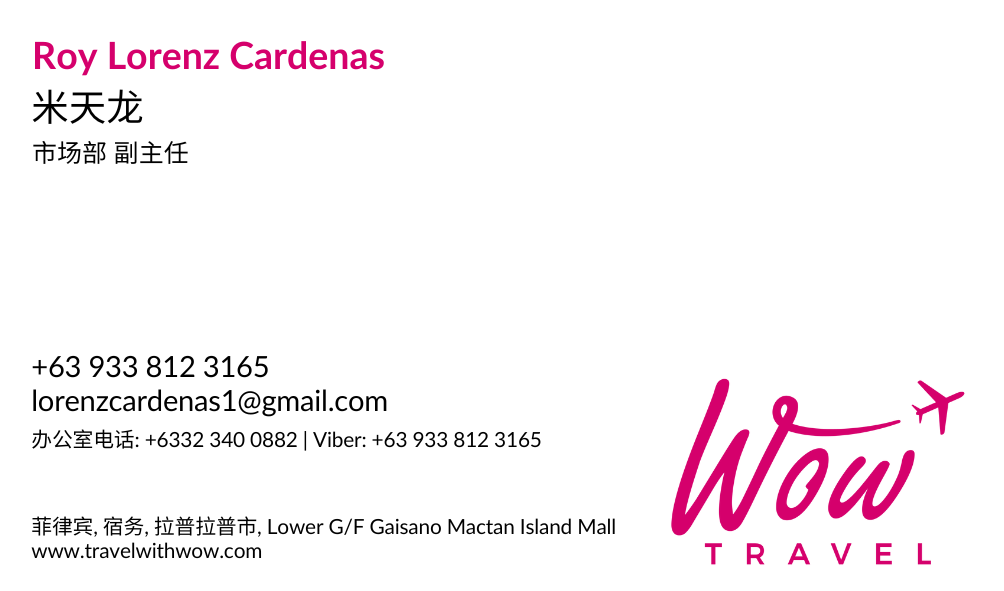 Roy Lorenz Cardenas
米天龙
市场部 副主任
+63 933 812 3165
lorenzcardenas1@gmail.com
办公室电话: +6332 340 0882 | Viber: +63 933 812 3165
菲律宾, 宿务, 拉普拉普市, Lower G/F Gaisano Mactan Island Mall
www.travelwithwow.com
Wow
TRAVEL